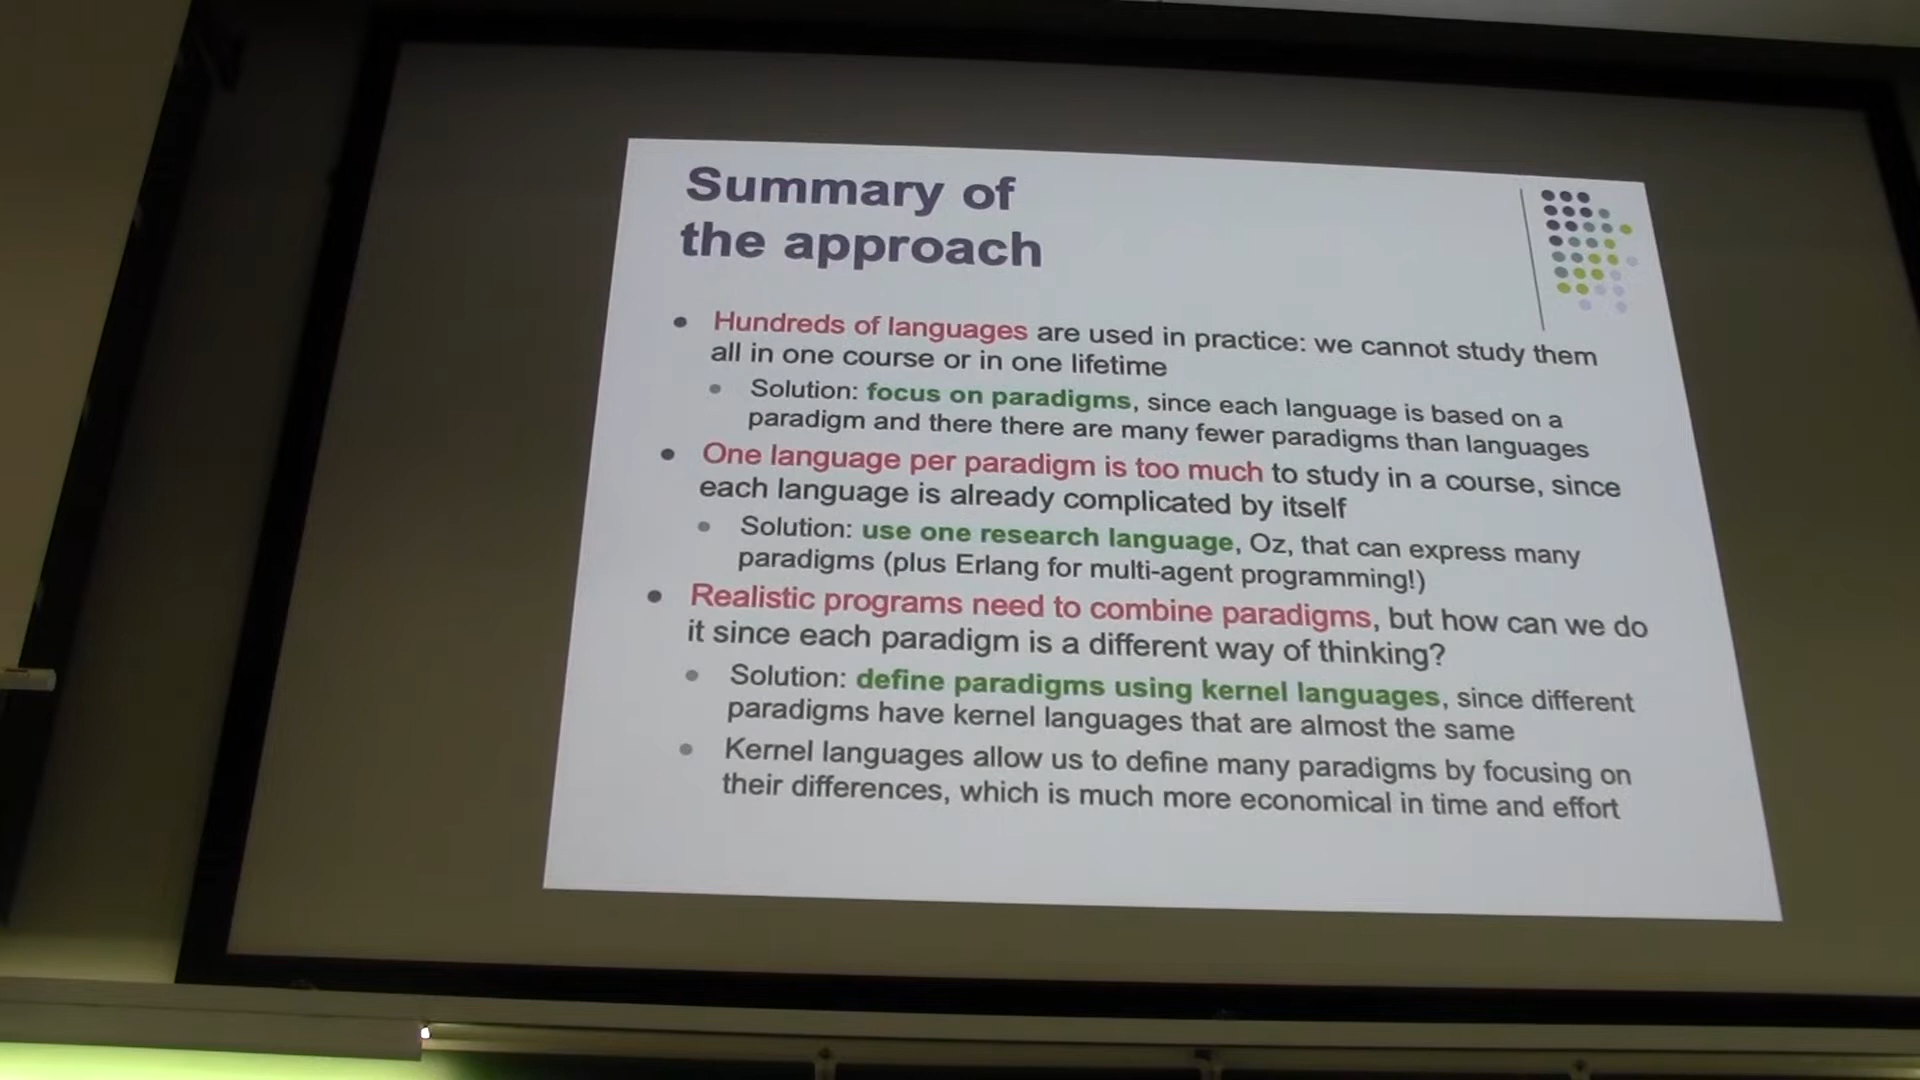 Summary of
the approach
Hundreds of languages are used in practice: we cannot study them
all in one course or in one lifetime
Solution: focus on paradigms, since each language is based on a
paradigm and there there are many fewer paradigms than languages
One language per paradigm is too much to study in a course, since
each language is already complicated by itself
Solution: use one research language, Oz, that can express many
paradigms (plus Erlang for multi-agent programming!)
Realistic programs need to combine paradigms, but how can we do
it since each paradigm is a different way of thinking?
Solution: define paradigms using kernel languages, since different
paradigms have kernel languages that are almost the same
Kernel languages allow us to define many paradigms by focusing on
their differences, which is much more economical in time and effort